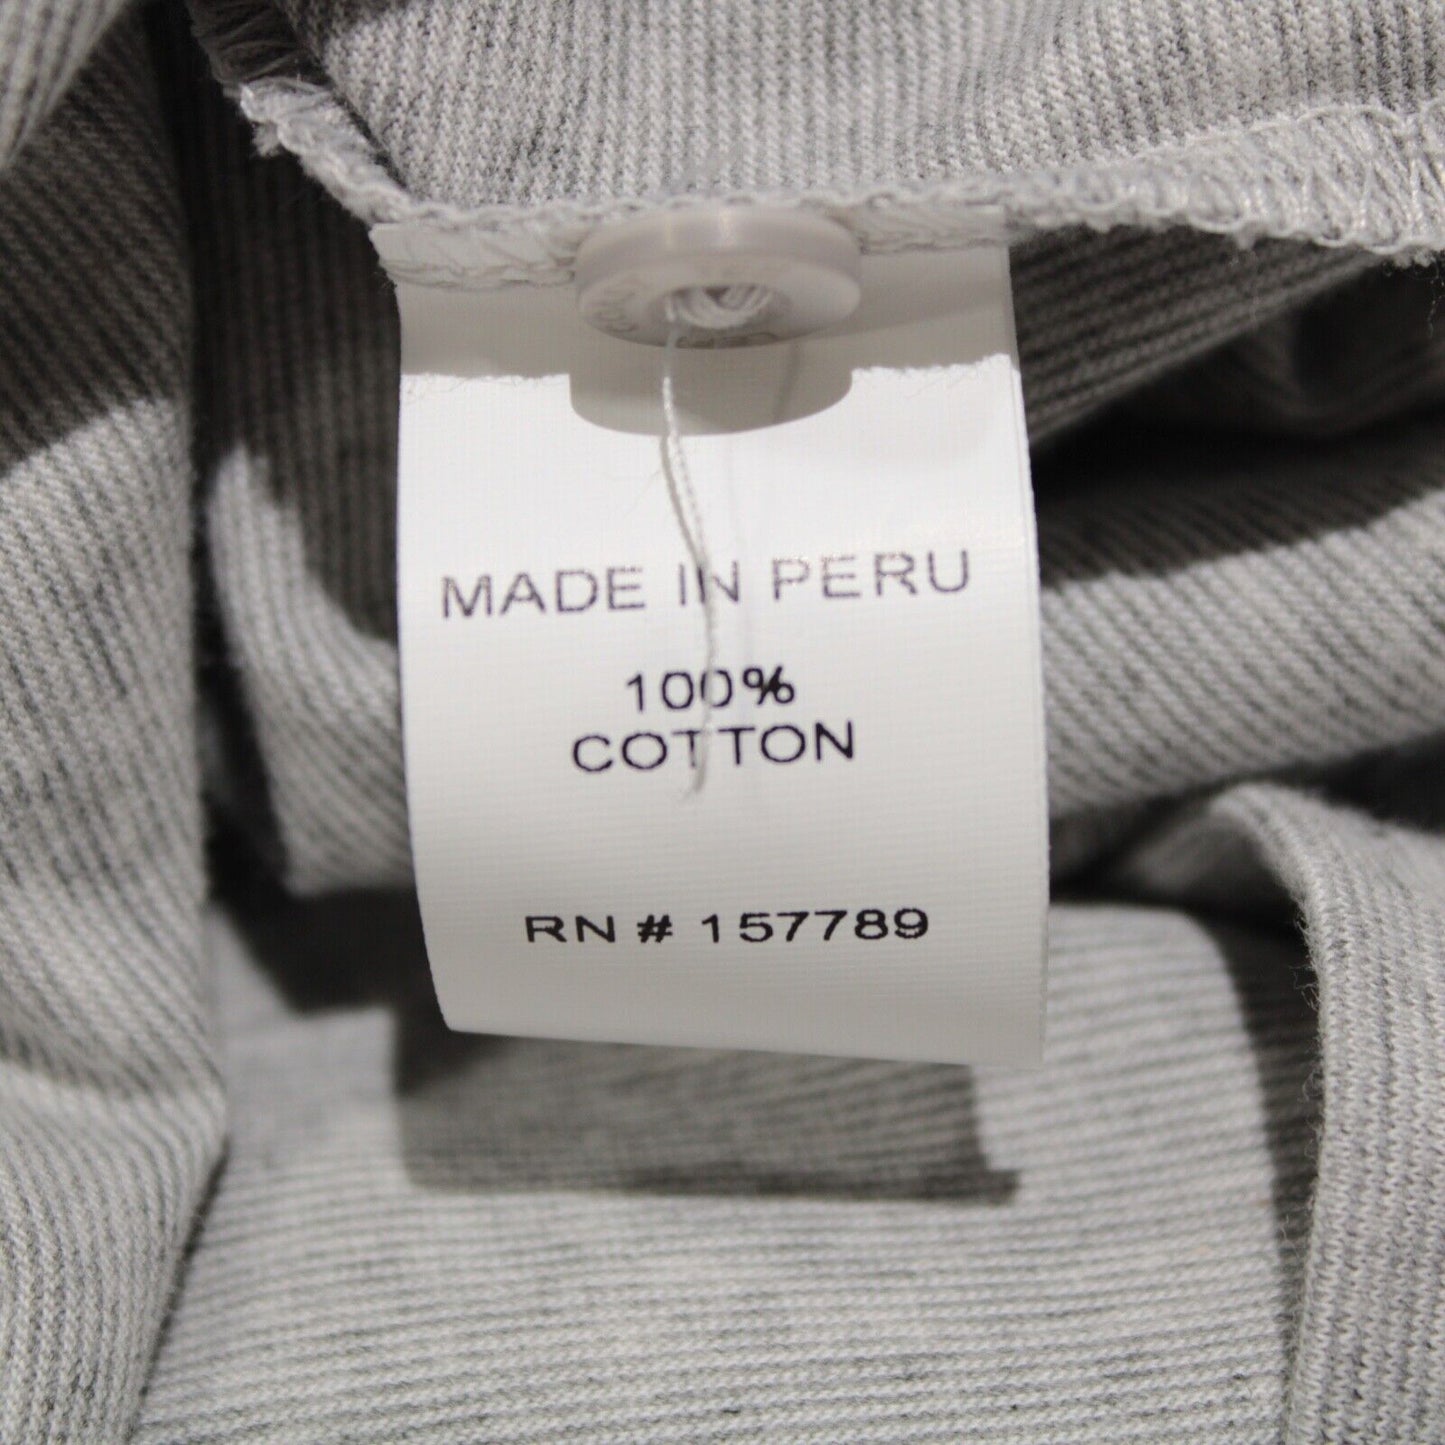 MADE IN PERU
100%
COTTON
RN # 157789